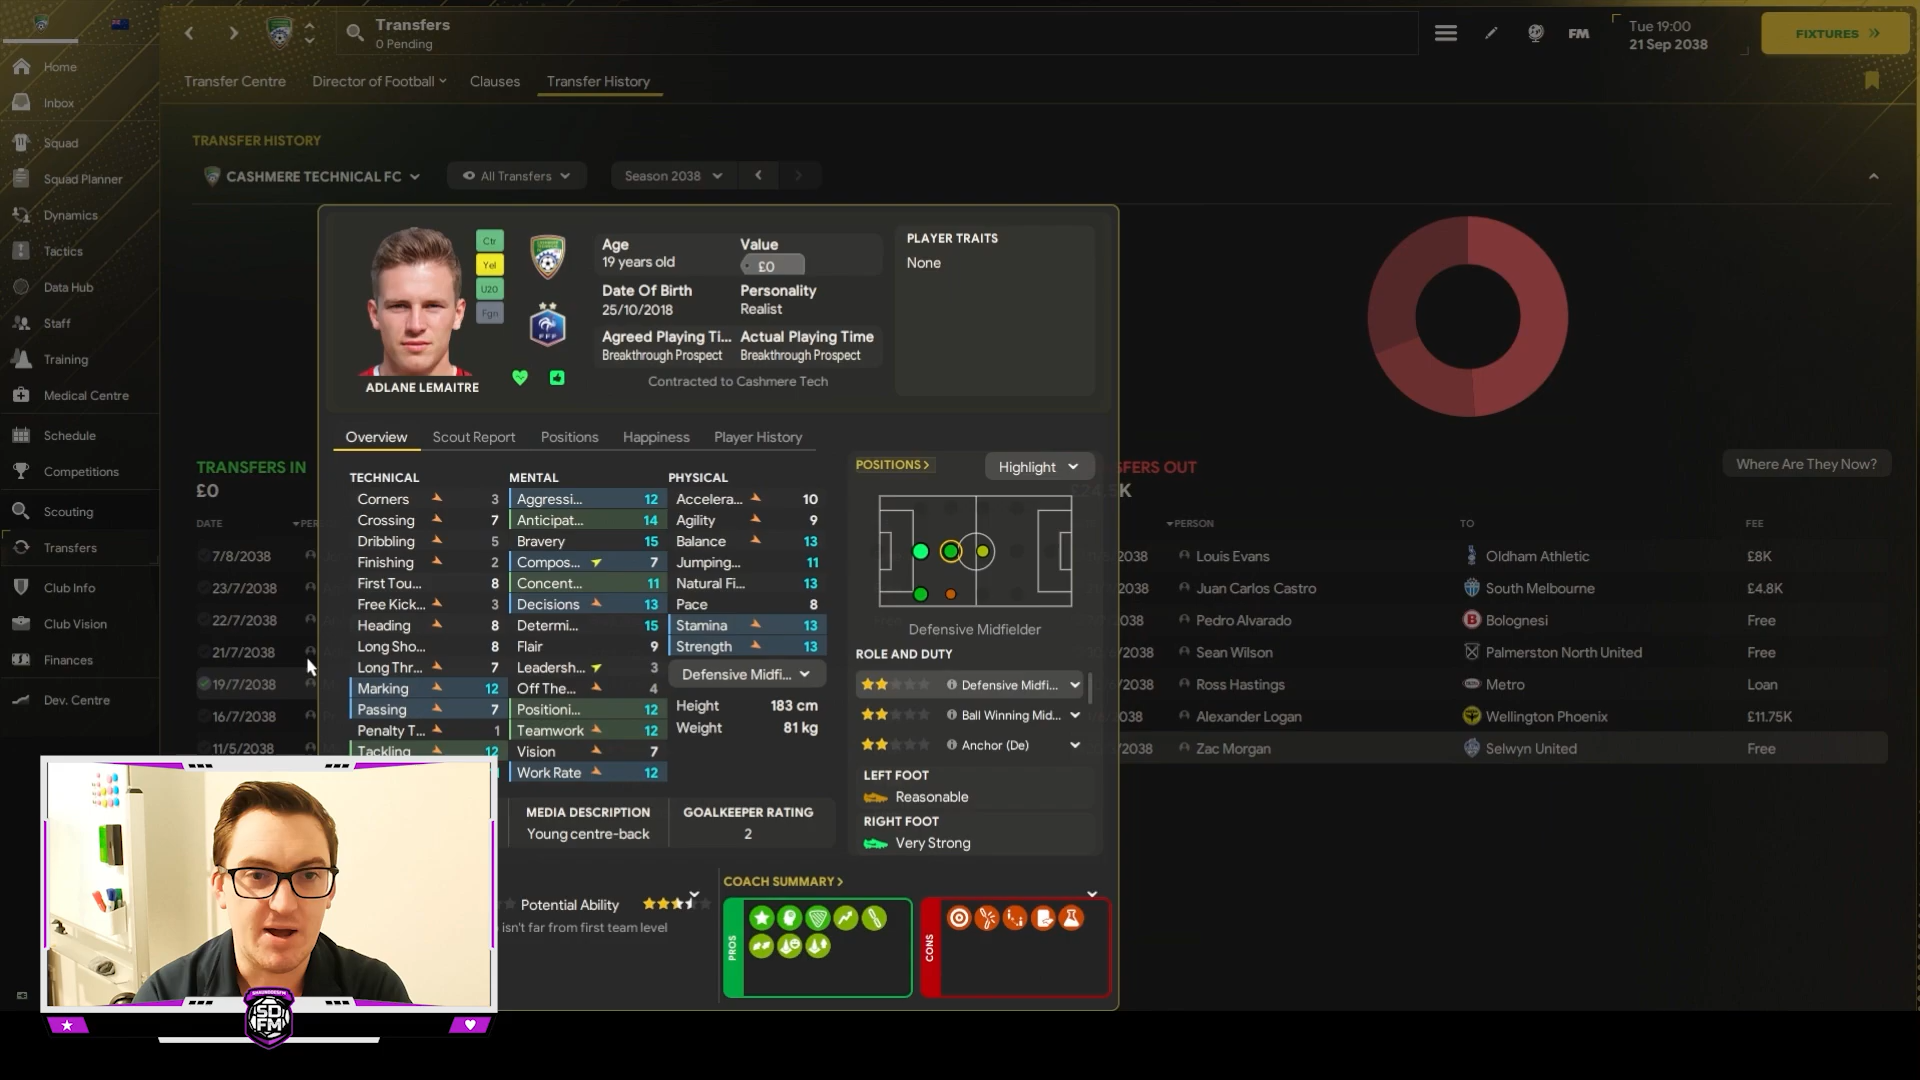 Transfers
0 Pending
FM
Tue 19:00
21 Sep 2038
FIXTURES
Home
Inbox
Squad
Squad Planner
Dynamics
Tactics
Data Hub
Staff
Training
Medical Centre
Schedule
Competitions
Scouting
Transfers
Club Info
Club Vision
Finances
Dev. Centre
Transfer Centre
Director of Football
Clauses
Transfer History
TRANSFER HISTORY
CASHMERE TECHNICAL FC
All Transfers
Season 2038
Ctr
Yel
U20
Fgn
ADLANE LEMAITRE
Age
19 years old
Value
£0
Date Of Birth
25/10/2018
Personality
Realist
Agreed Playing Ti...
Breakthrough Prospect
Actual Playing Time
Breakthrough Prospect
Contracted to Cashmere Tech
PLAYER TRAITS
None
Overview
Scout Report
Positions
Happiness
Player History
TECHNICAL
Corners 3
Crossing 7
Dribbling 5
Finishing 2
First Tou... 8
Free Kick... 3
Heading 8
Long Sho... 8
Long Thr... 7
Marking 12
Passing 7
Penalty T... 1
Tackling 12
MENTAL
Aggressi... 12
Anticipat... 14
Bravery 15
Compos... 7
Concent... 11
Decisions 13
Determi... 15
Flair 9
Leadersh... 3
Off The... 4
Positioni... 12
Teamwork 12
Vision 7
Work Rate 12
PHYSICAL
Accelera... 10
Agility 9
Balance 13
Jumping... 11
Natural Fi... 13
Pace 8
Stamina 13
Strength 13
Defensive Midfi...
Height 183 cm
Weight 81 kg
MEDIA DESCRIPTION
Young centre-back
GOALKEEPER RATING
2
POSITIONS
Highlight
Defensive Midfielder
ROLE AND DUTY
Defensive Midfi...
Ball Winning Mid...
Anchor (De)
LEFT FOOT
Reasonable
RIGHT FOOT
Very Strong
Potential Ability
isn't far from first team level
COACH SUMMARY
PROS
CONS
TRANSFERS IN
£0
DATE
7/8/2038
23/7/2038
22/7/2038
21/7/2038
19/7/2038
16/7/2038
11/5/2038
Where Are They Now?
PERSON
TO
FEE
Louis Evans Oldham Athletic £8K
Juan Carlos Castro South Melbourne £4.8K
Pedro Alvarado Bolognesi Free
Sean Wilson Palmerston North United Free
Ross Hastings Metro Loan
Alexander Logan Wellington Phoenix £11.75K
Zac Morgan Selwyn United Free
SD
FM